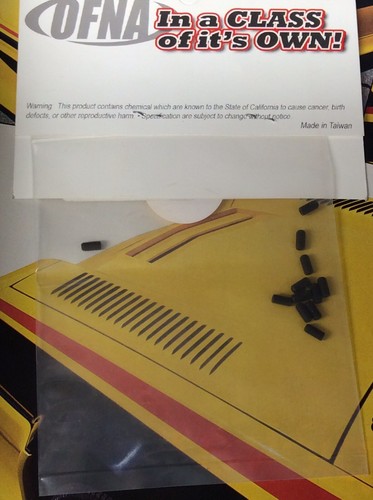 OFNA
In a CLASS
of it's OWN!
Warning This product contains chemical which are known to the State of California to cause cancer, birth
defects, or other reproductive harm. • Specification are subject to change without notice
Made in Taiwan